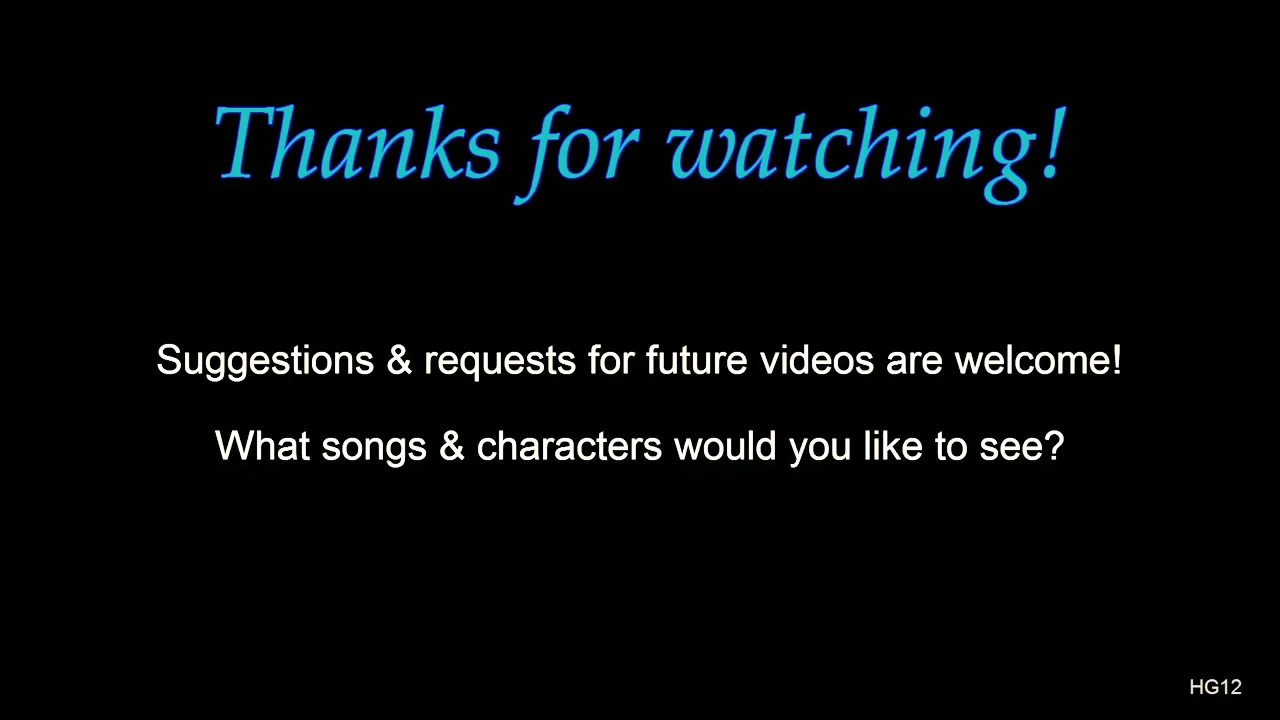 Thanks for watching!
Suggestions & requests for future videos are welcome!
What songs & characters would you like to see?
HG12